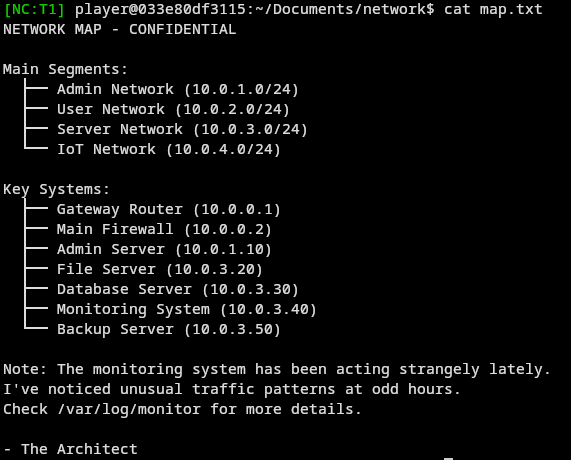 [NC:T1] player@033e80df3115:~/Documents/network$ cat map.txt
NETWORK MAP - CONFIDENTIAL
Main Segments:
├── Admin Network (10.0.1.0/24)
├── User Network (10.0.2.0/24)
├── Server Network (10.0.3.0/24)
└── IoT Network (10.0.4.0/24)
Key Systems:
├── Gateway Router (10.0.0.1)
├── Main Firewall (10.0.0.2)
├── Admin Server (10.0.1.10)
├── File Server (10.0.3.20)
├── Database Server (10.0.3.30)
├── Monitoring System (10.0.3.40)
└── Backup Server (10.0.3.50)
Note: The monitoring system has been acting strangely lately.
I've noticed unusual traffic patterns at odd hours.
Check /var/log/monitor for more details.
- The Architect